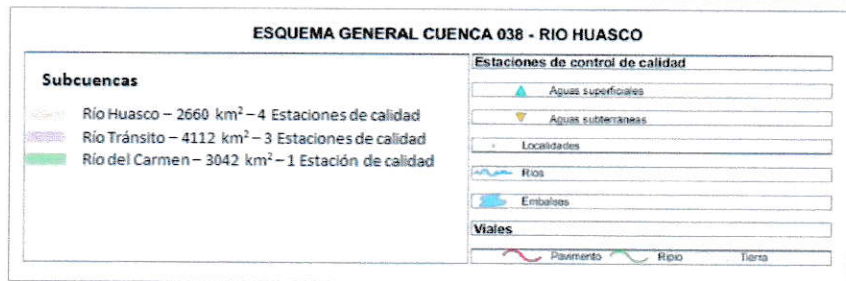 ESQUEMA GENERAL CUENCA 038 - RIO HUASCO
Subcuencas
Río Huasco – 2660 km² – 4 Estaciones de calidad
Río Tránsito – 4112 km² – 3 Estaciones de calidad
Río del Carmen – 3042 km² – 1 Estación de calidad
Estaciones de control de calidad
Aguas superficiales
Aguas subterraneas
Localidades
Rios
Embalses
Viales
Pavimento Ripio Tierra